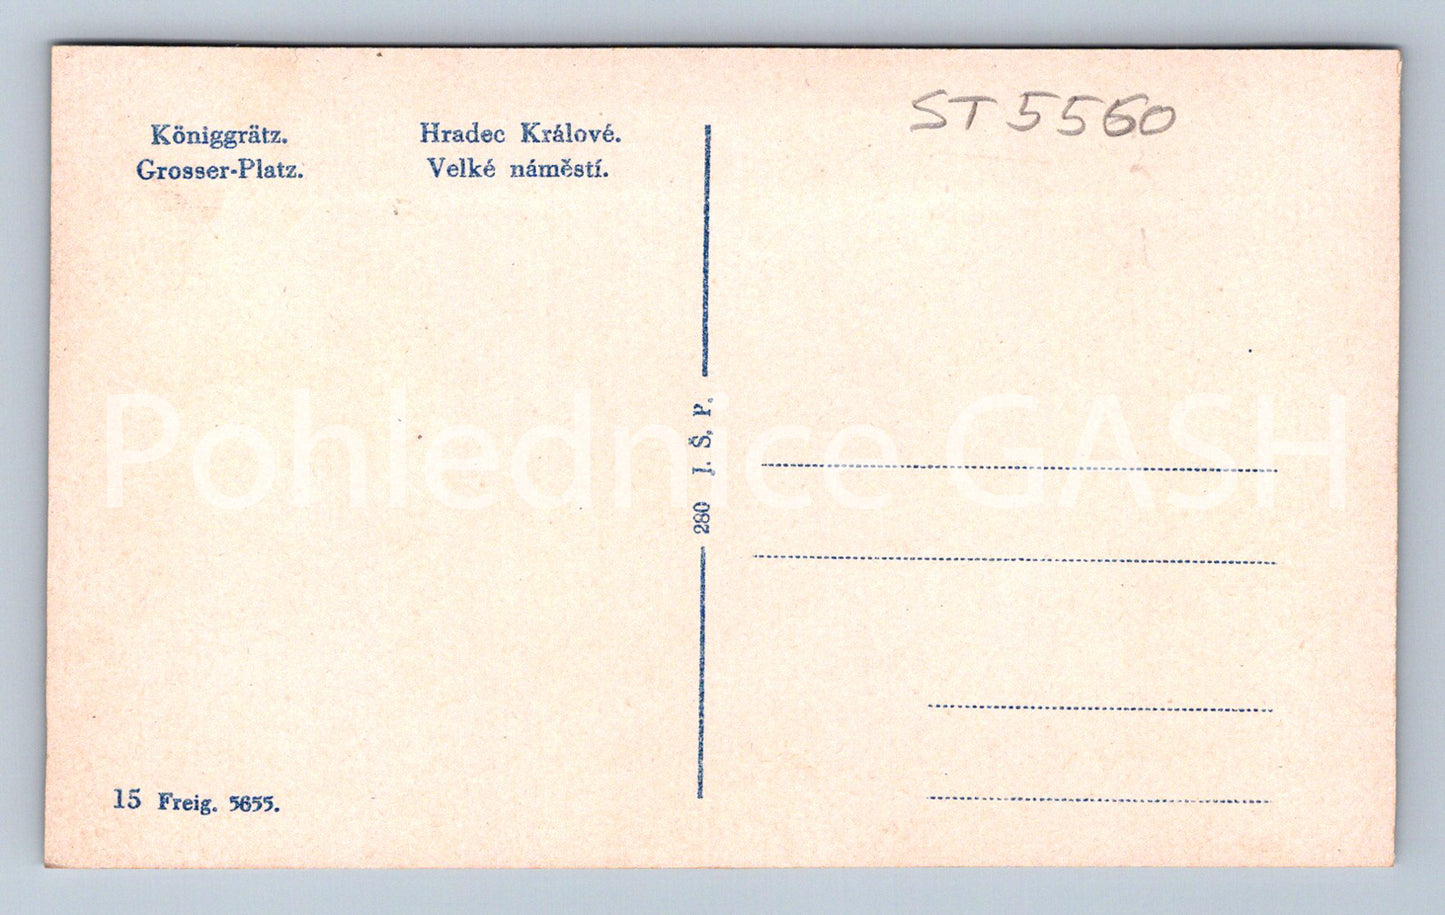 ST 5560
Königgrätz.
Grosser-Platz.
Hradec Králové.
Velké náměstí.
280 J. Š. P.
Pohlednice GASH
15 Freig. 5655.